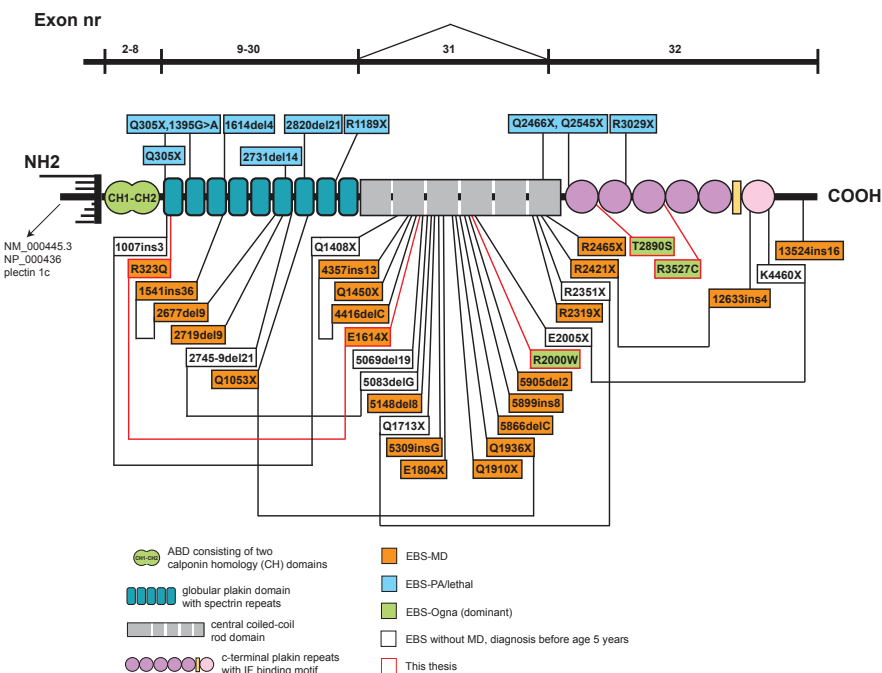 Exon nr
2-8 9-30 31 32
Q305X,1395G>A 1614del4 2820del21 R1189X Q2466X, Q2545X R3029X
Q305X 2731del14
NH2
CH1-CH2
COOH
NM_000445.3
NP_000436
plectin 1c
1007ins3 Q1408X R2465X T2890S 13524ins16
R323Q 4357ins13 R2421X R3527C K4460X
1541ins36 Q1450X R2351X 12633ins4
2677del9 4416delC R2319X
2719del9 E1614X E2005X
2745-9del21 5069del19 R2000W
Q1053X 5083delG 5905del2
5148del8 5899ins8
Q1713X 5866delC
5309insG Q1936X
E1804X Q1910X
CH1-CH2
ABD consisting of two
calponin homology (CH) domains
globular plakin domain
with spectrin repeats
central coiled-coil
rod domain
c-terminal plakin repeats
with IF binding motif
EBS-MD
EBS-PA/lethal
EBS-Ogna (dominant)
EBS without MD, diagnosis before age 5 years
This thesis